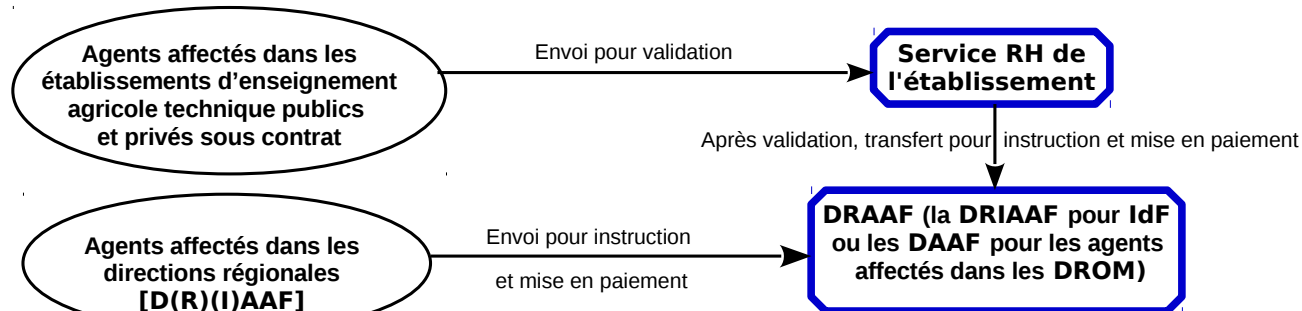 Agents affectés dans les
établissements d’enseignement
agricole technique publics
et privés sous contrat
Envoi pour validation
Service RH de
l'établissement
Après validation, transfert pour instruction et mise en paiement
Agents affectés dans les
directions régionales
[D(R)(I)AAF]
Envoi pour instruction
et mise en paiement
DRAAF (la DRIAAF pour IdF
ou les DAAF pour les agents
affectés dans les DROM)